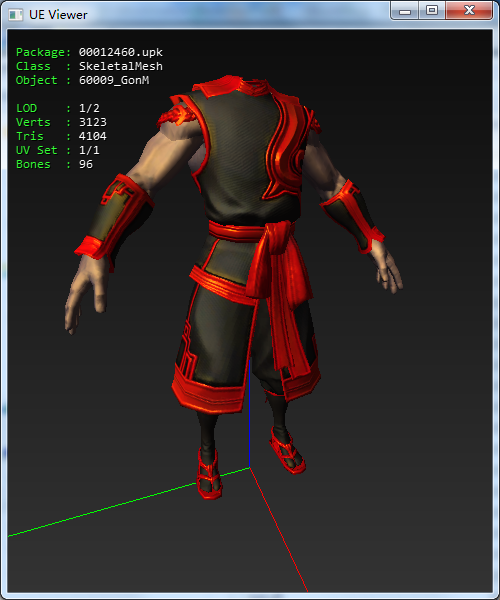 UE Viewer
Package: 00012460.upk
Class : SkeletalMesh
Object : 60009_GonM
LOD : 1/2
Verts : 3123
Tris : 4104
UV Set : 1/1
Bones : 96